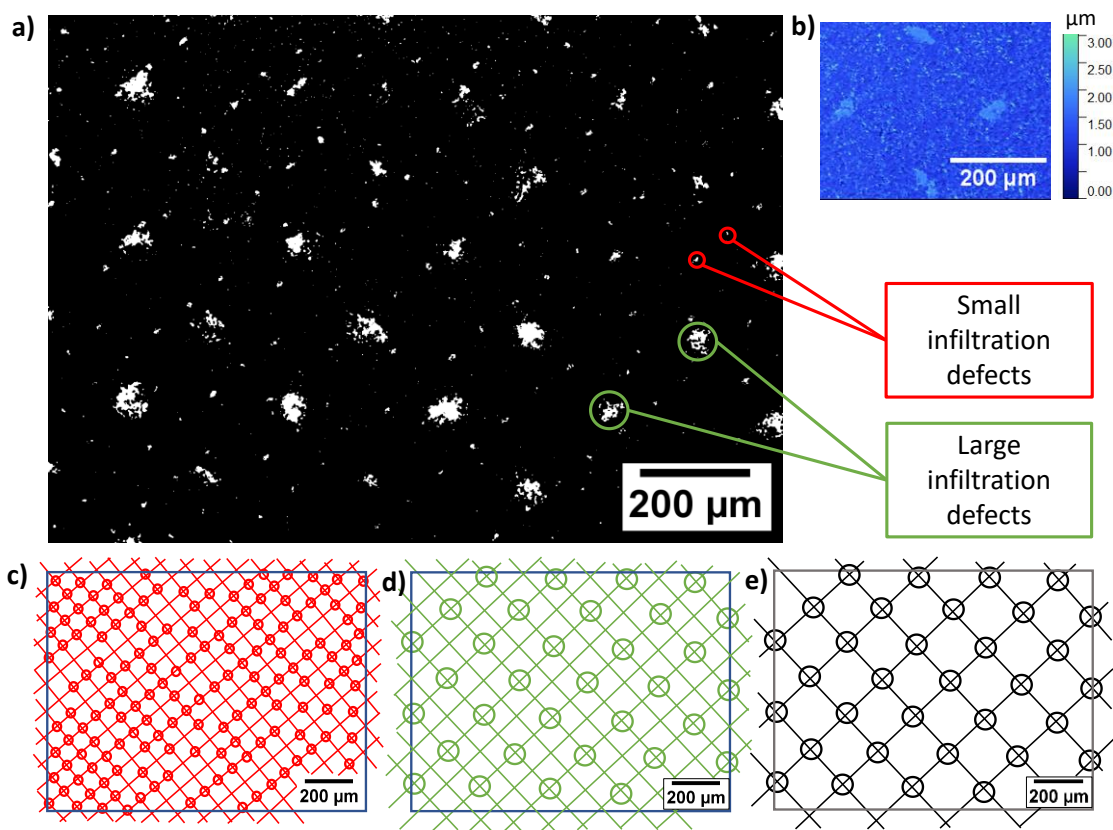 a)
200 µm
b)
µm
3.00
2.50
2.00
1.50
1.00
0.00
200 µm
Small
infiltration
defects
Large
infiltration
defects
c)
200 µm
d)
200 µm
e)
200 µm